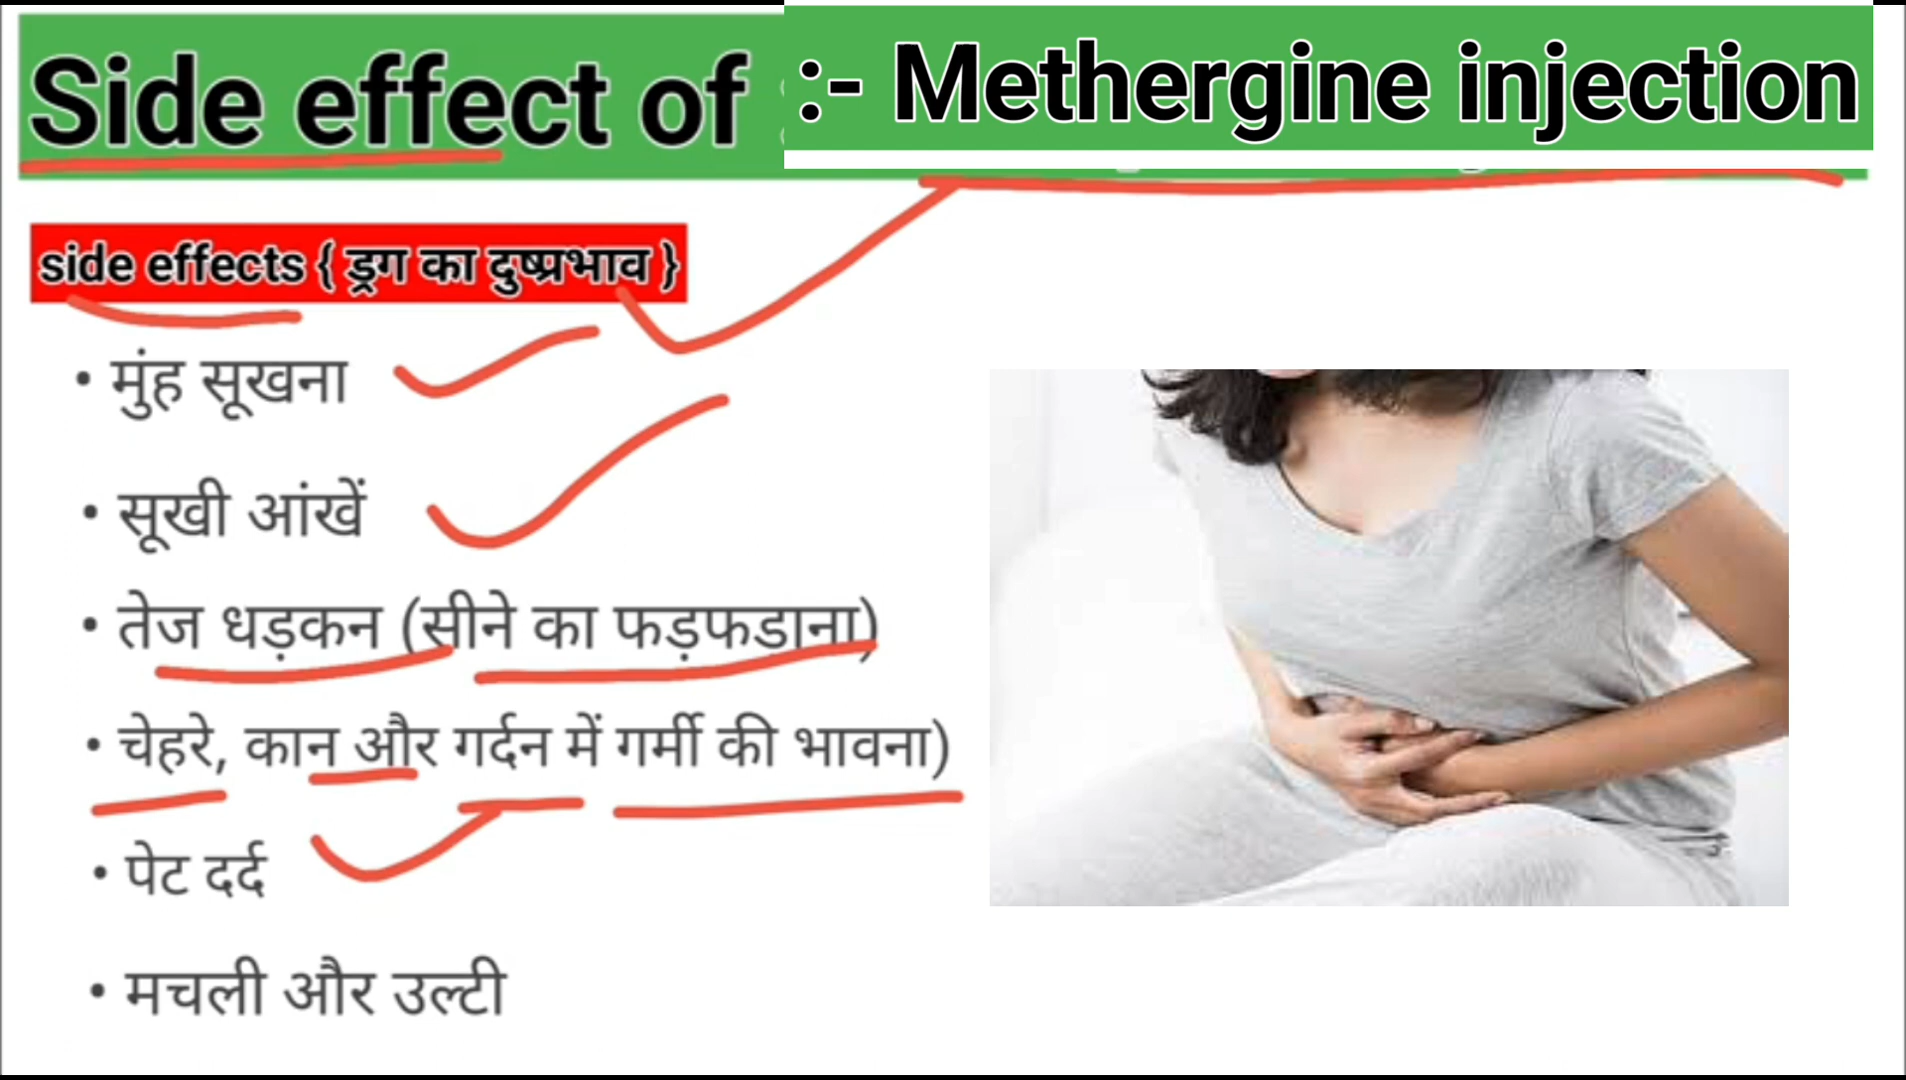 Side effect of :- Methergine injection
side effects { ड्रग का दुष्प्रभाव }
• मुंह सूखना
• सूखी आंखें
• तेज धड़कन (सीने का फड़फड़ाना)
• चेहरे, कान और गर्दन में गर्मी की भावना)
• पेट दर्द
• मचली और उल्टी